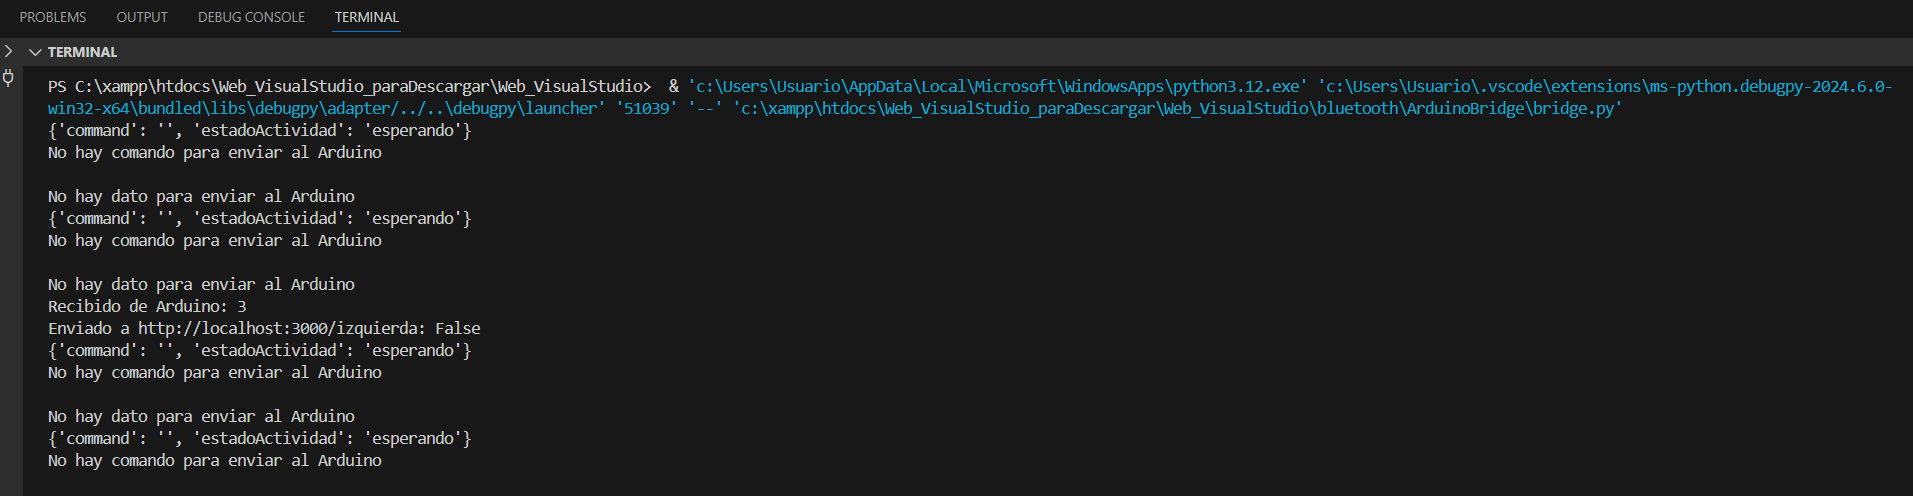 PROBLEMS OUTPUT DEBUG CONSOLE TERMINAL
TERMINAL
PS C:\xampp\htdocs\Web_VisualStudio_paraDescargar\Web_VisualStudio>  & 'c:\Users\Usuario\AppData\Local\Microsoft\WindowsApps\python3.12.exe' 'c:\Users\Usuario\.vscode\extensions\ms-python.debugpy-2024.6.0-
win32-x64\bundled\libs\debugpy\adapter/../..\debugpy\launcher' '51039' '--' 'c:\xampp\htdocs\Web_VisualStudio_paraDescargar\Web_VisualStudio\bluetooth\ArduinoBridge\bridge.py'
{'command': '', 'estadoActividad': 'esperando'}
No hay comando para enviar al Arduino
No hay dato para enviar al Arduino
{'command': '', 'estadoActividad': 'esperando'}
No hay comando para enviar al Arduino
No hay dato para enviar al Arduino
Recibido de Arduino: 3
Enviado a http://localhost:3000/izquierda: False
{'command': '', 'estadoActividad': 'esperando'}
No hay comando para enviar al Arduino
No hay dato para enviar al Arduino
{'command': '', 'estadoActividad': 'esperando'}
No hay comando para enviar al Arduino